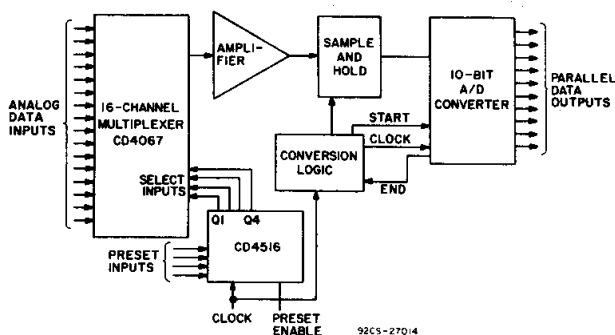 ANALOG
DATA
INPUTS
16-CHANNEL
MULTIPLEXER
CD4067
AMPLI-
FIER
SAMPLE
AND
HOLD
10-BIT
A/D
CONVERTER
PARALLEL
DATA
OUTPUTS
START
CLOCK
CONVERSION
LOGIC
END
SELECT
INPUTS
Q1 Q4
CD4516
PRESET
INPUTS
CLOCK
PRESET
ENABLE
92CS-27014